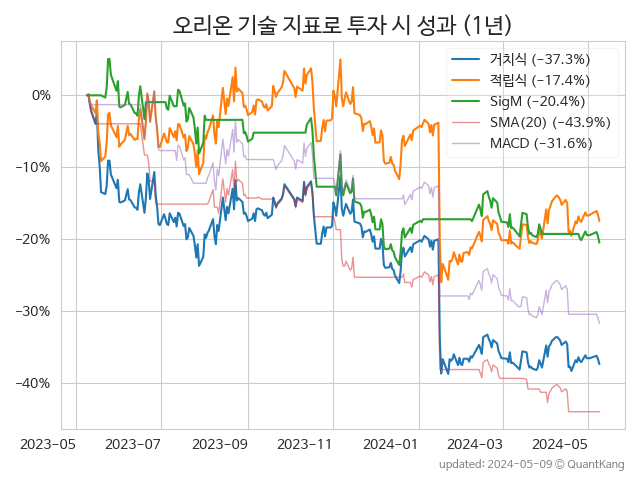 오리온 기술 지표로 투자 시 성과 (1년)
거치식 (−37.3%)
적립식 (−17.4%)
SigM (−20.4%)
SMA(20) (−43.9%)
MACD (−31.6%)
0%
−10%
−20%
−30%
−40%
2023-05 2023-07 2023-09 2023-11 2024-01 2024-03 2024-05
updated: 2024-05-09 © QuantKang